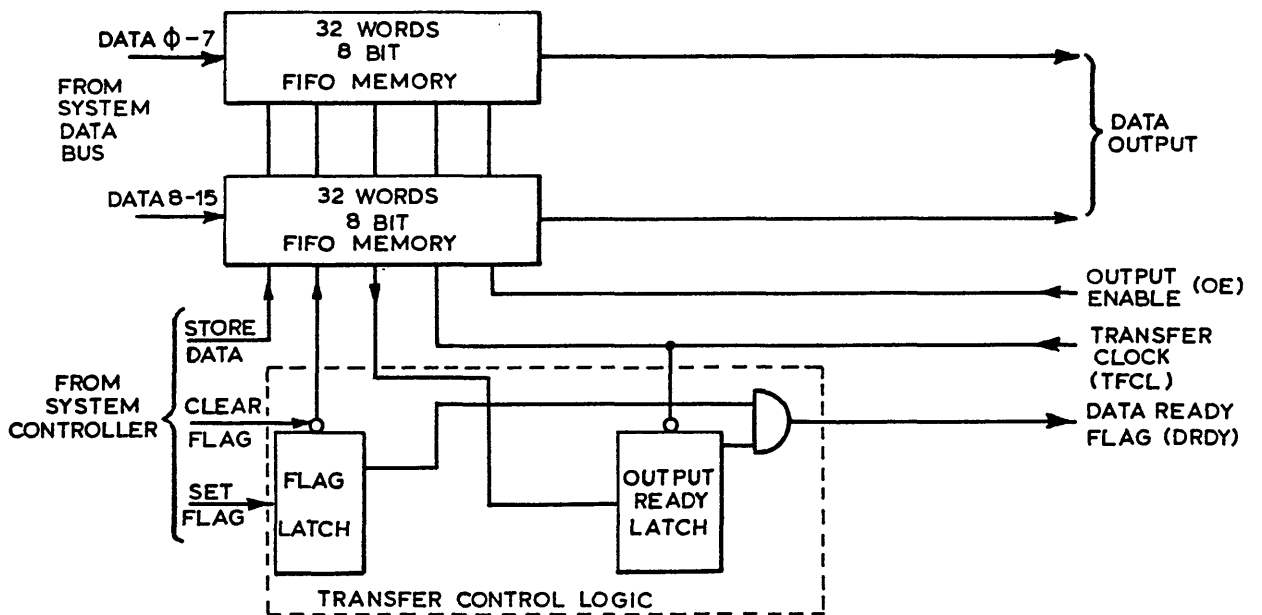 DATA ф-7
FROM
SYSTEM
DATA
BUS
32 WORDS
8 BIT
FIFO MEMORY
DATA 8-15
32 WORDS
8 BIT
FIFO MEMORY
DATA
OUTPUT
OUTPUT
ENABLE (OE)
TRANSFER
CLOCK
(TFCL)
DATA READY
FLAG (DRDY)
FROM
SYSTEM
CONTROLLER
STORE
DATA
CLEAR
FLAG
SET
FLAG
FLAG
LATCH
OUTPUT
READY
LATCH
TRANSFER CONTROL LOGIC